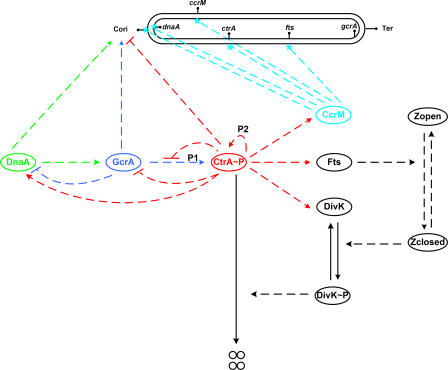 ccrM
Cori
dnaA
ctrA
fts
gcrA
Ter
CcrM
Zopen
P2
P1
DnaA
GcrA
CtrA~P
Fts
DivK
Zclosed
DivK~P